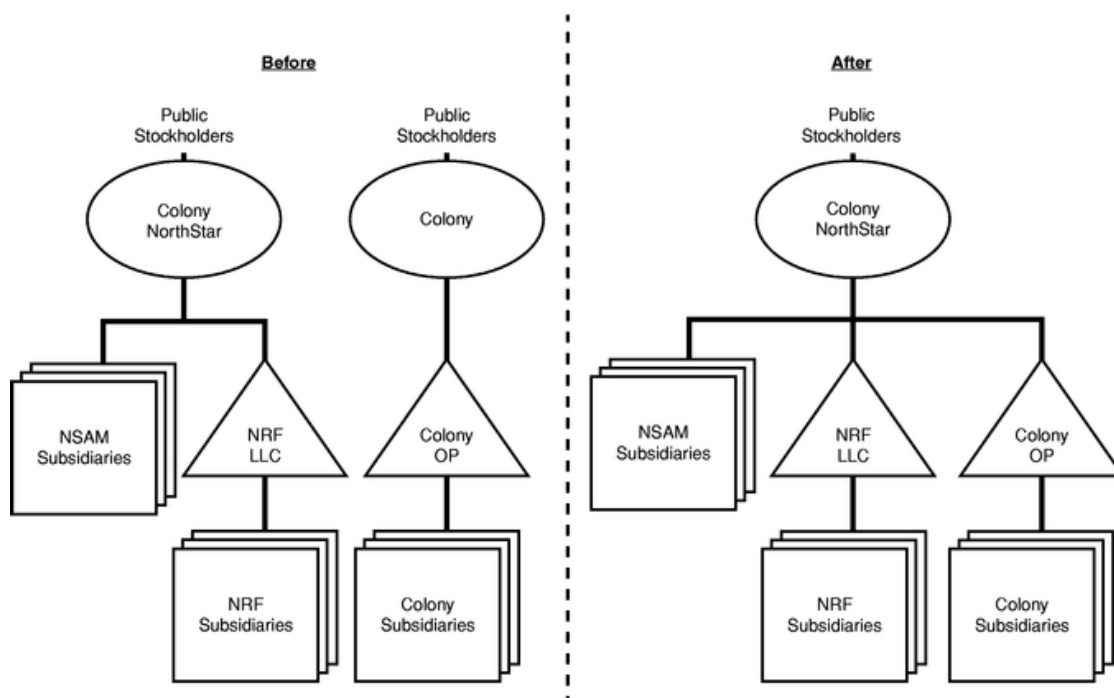 Before
Public
Stockholders
Colony
NorthStar
Public
Stockholders
Colony
NSAM
Subsidiaries
NRF
LLC
Colony
OP
NRF
Subsidiaries
Colony
Subsidiaries
After
Public
Stockholders
Colony
NorthStar
NSAM
Subsidiaries
NRF
LLC
Colony
OP
NRF
Subsidiaries
Colony
Subsidiaries